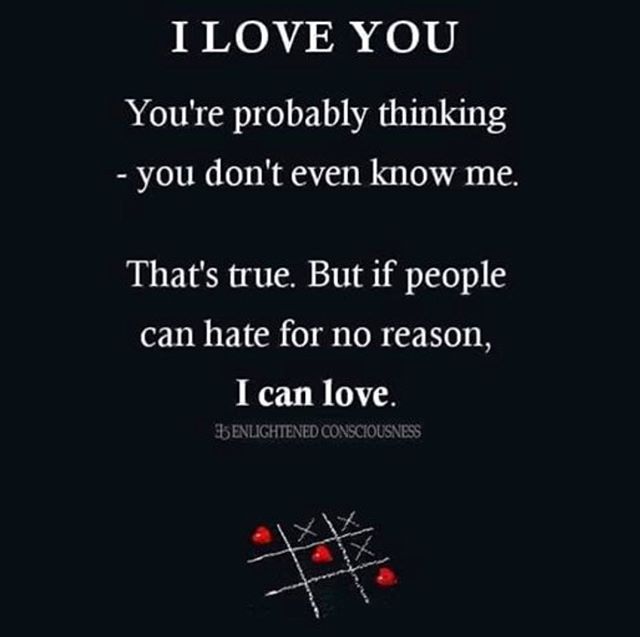 I LOVE YOU
You're probably thinking
- you don't even know me.
That's true. But if people
can hate for no reason,
I can love.
ENLIGHTENED CONSCIOUSNESS
X X
X